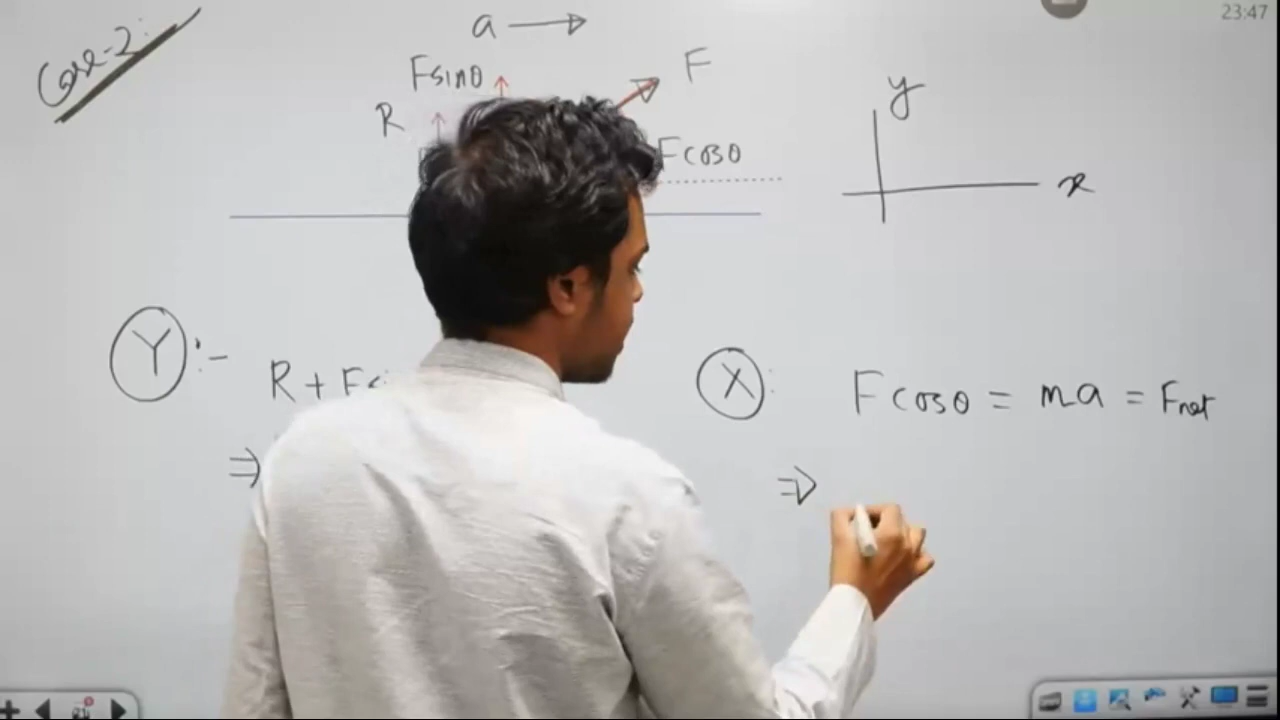 Case-2:
23:47
a
Fsinθ
F
R
Fcosθ
y
x
Y :-
R + F
⇒
X :
Fcosθ = ma = Fnet
⇒